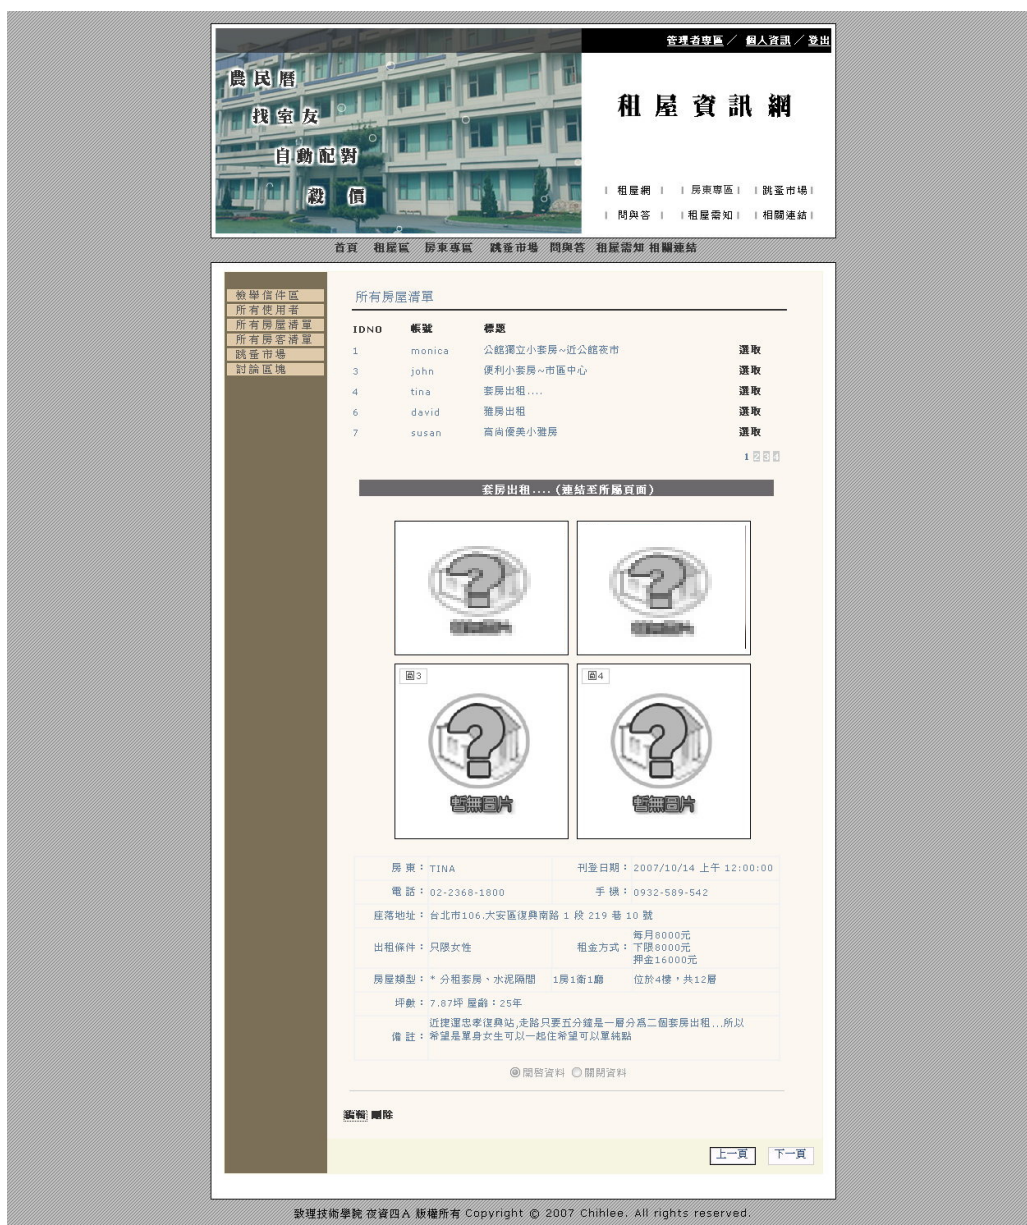 管理者專區／ 個人資訊／登出
農民曆
找室友
自動配對
殺 價
租屋資訊網
| 租屋網 | | 房東專區 | | 跳蚤市場 |
| 問與答 | | 租屋需知 | | 相關連結 |
首頁 租屋區 房東專區 跳蚤市場 問與答 租屋需知 相關連結
檢舉信件區
所有使用者
所有房屋清單
所有房客清單
跳蚤市場
討論區塊
所有房屋清單
IDNO 帳號 標題
1 monica 公館獨立小套房~近公館夜市 選取
3 john 便利小套房~市區中心 選取
4 tina 套房出租.... 選取
6 david 雅房出租 選取
7 susan 高尚優美小雅房 選取
1 2 3 4
套房出租....(連結至所屬頁面)
圖3 圖4
暫無圖片 暫無圖片
房 東： TINA 刊登日期： 2007/10/14 上午 12:00:00
電 話： 02-2368-1800 手 機： 0932-589-542
座落地址： 台北市106.大安區復興南路 1 段 219 巷 10 號
出租條件： 只限女性 租金方式： 每月8000元
下限8000元
押金16000元
房屋類型： * 分租套房、水泥隔間 1房1衛1廳 位於4樓，共12層
坪數： 7.87坪 屋齡：25年
備 註： 近捷運忠孝復興站,走路只要五分鐘是一層分為二個套房出租...所以
希望是單身女生可以一起住希望可以單純點
開啓資料 關閉資料
編輯 刪除
上一頁 下一頁
致理技術學院 夜資四A 版權所有 Copyright © 2007 Chihlee. All rights reserved.